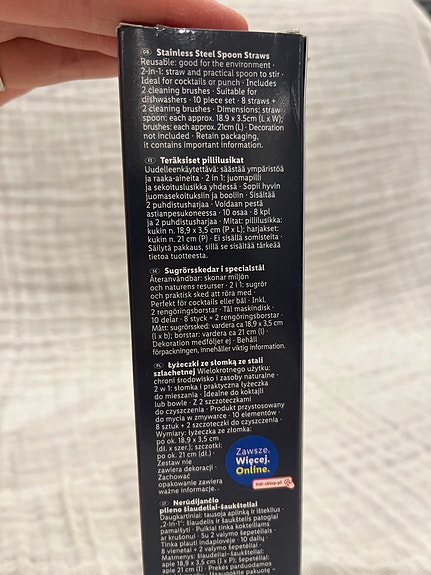 GB Stainless Steel Spoon Straws
Reusable: good for the environment ·
2-in-1: straw and practical spoon to stir ·
Ideal for cocktails or punch · Includes
2 cleaning brushes · Suitable for
dishwashers · 10 piece set · 8 straws +
2 cleaning brushes · Dimensions: straw
spoon: each approx. 18.9 x 3.5cm (L x W);
brushes: each approx. 21cm (L) · Decoration
not included · Retain packaging,
it contains important information.
FI Teräksiset pillilusikat
Uudelleenkäytettävä: säästää ympäristöä
ja raaka-aineita · 2 in 1: juomapilli
ja sekoituslusikka yhdessä · Sopii hyvin
juomasekoituksiin ja booliin · Sisältää
2 puhdistusharjaa · Voidaan pestä
astianpesukoneessa · 10 osaa · 8 kpl
ja 2 puhdistusharjaa · Mitat: pillilusikka:
kukin n. 18,9 x 3,5 cm (P x L); harjakset:
kukin n. 21 cm (P) · Ei sisällä somisteita ·
Säilytä pakkaus, sillä se sisältää tärkeää
tietoa tuotteesta.
SE Sugrörsskedar i specialstål
Återanvändbar: skonar miljön
och naturens resurser · 2 i 1: sugrör
och praktisk sked att röra med ·
Perfekt för cocktails eller bål · Inkl.
2 rengöringsborstar · Tål maskindisk ·
10 delar · 8 styck + 2 rengöringsborstar ·
Mått: sugrörssked: vardera ca 18,9 x 3,5 cm
(l x b); borstar: vardera ca 21 cm (l) ·
Dekoration medföljer ej · Behåll
förpackningen, innehåller viktig information.
PL Łyżeczki ze słomką ze stali
szlachetnej Wielokrotnego użytku:
chroni środowisko i zasoby naturalne ·
2 w 1: słomka i praktyczna łyżeczka
do mieszania · Idealne do koktajli
lub bowle · Z 2 szczoteczkami
do czyszczenia · Produkt przystosowany
do mycia w zmywarce · 10 elementów ·
8 sztuk + 2 szczoteczki do czyszczenia ·
Wymiary: łyżeczka ze słomką:
po ok. 18,9 x 3,5 cm
(dł. x szer.); szczotki:
po ok. 21 cm (dł.) ·
Zestaw nie
zawiera dekoracji ·
Zachować
opakowanie zawiera
ważne informacje.
Zawsze.
Więcej.
Online.
lidl-sklep.pl
LT Nerūdijančio
plieno šiaudeliai-šaukšteliai
Daugkartiniai: tausoja aplinką ir išteklius ·
„2-in-1“: šiaudelis ir šaukštelis patogiai
pamaišyti · Puikiai tinka kokteiliams
ar krušonui · Su 2 valymo šepetėliais ·
Tinka plauti indaplovėje · 10 dalių ·
8 vienetai + 2 valymo šepetėliai ·
Matmenys: šiaudeliai-šaukšteliai:
apie 18,9 x 3,5 cm (I x P); šepetėliai:
apie 21 cm (I) · Prekės parduodamos